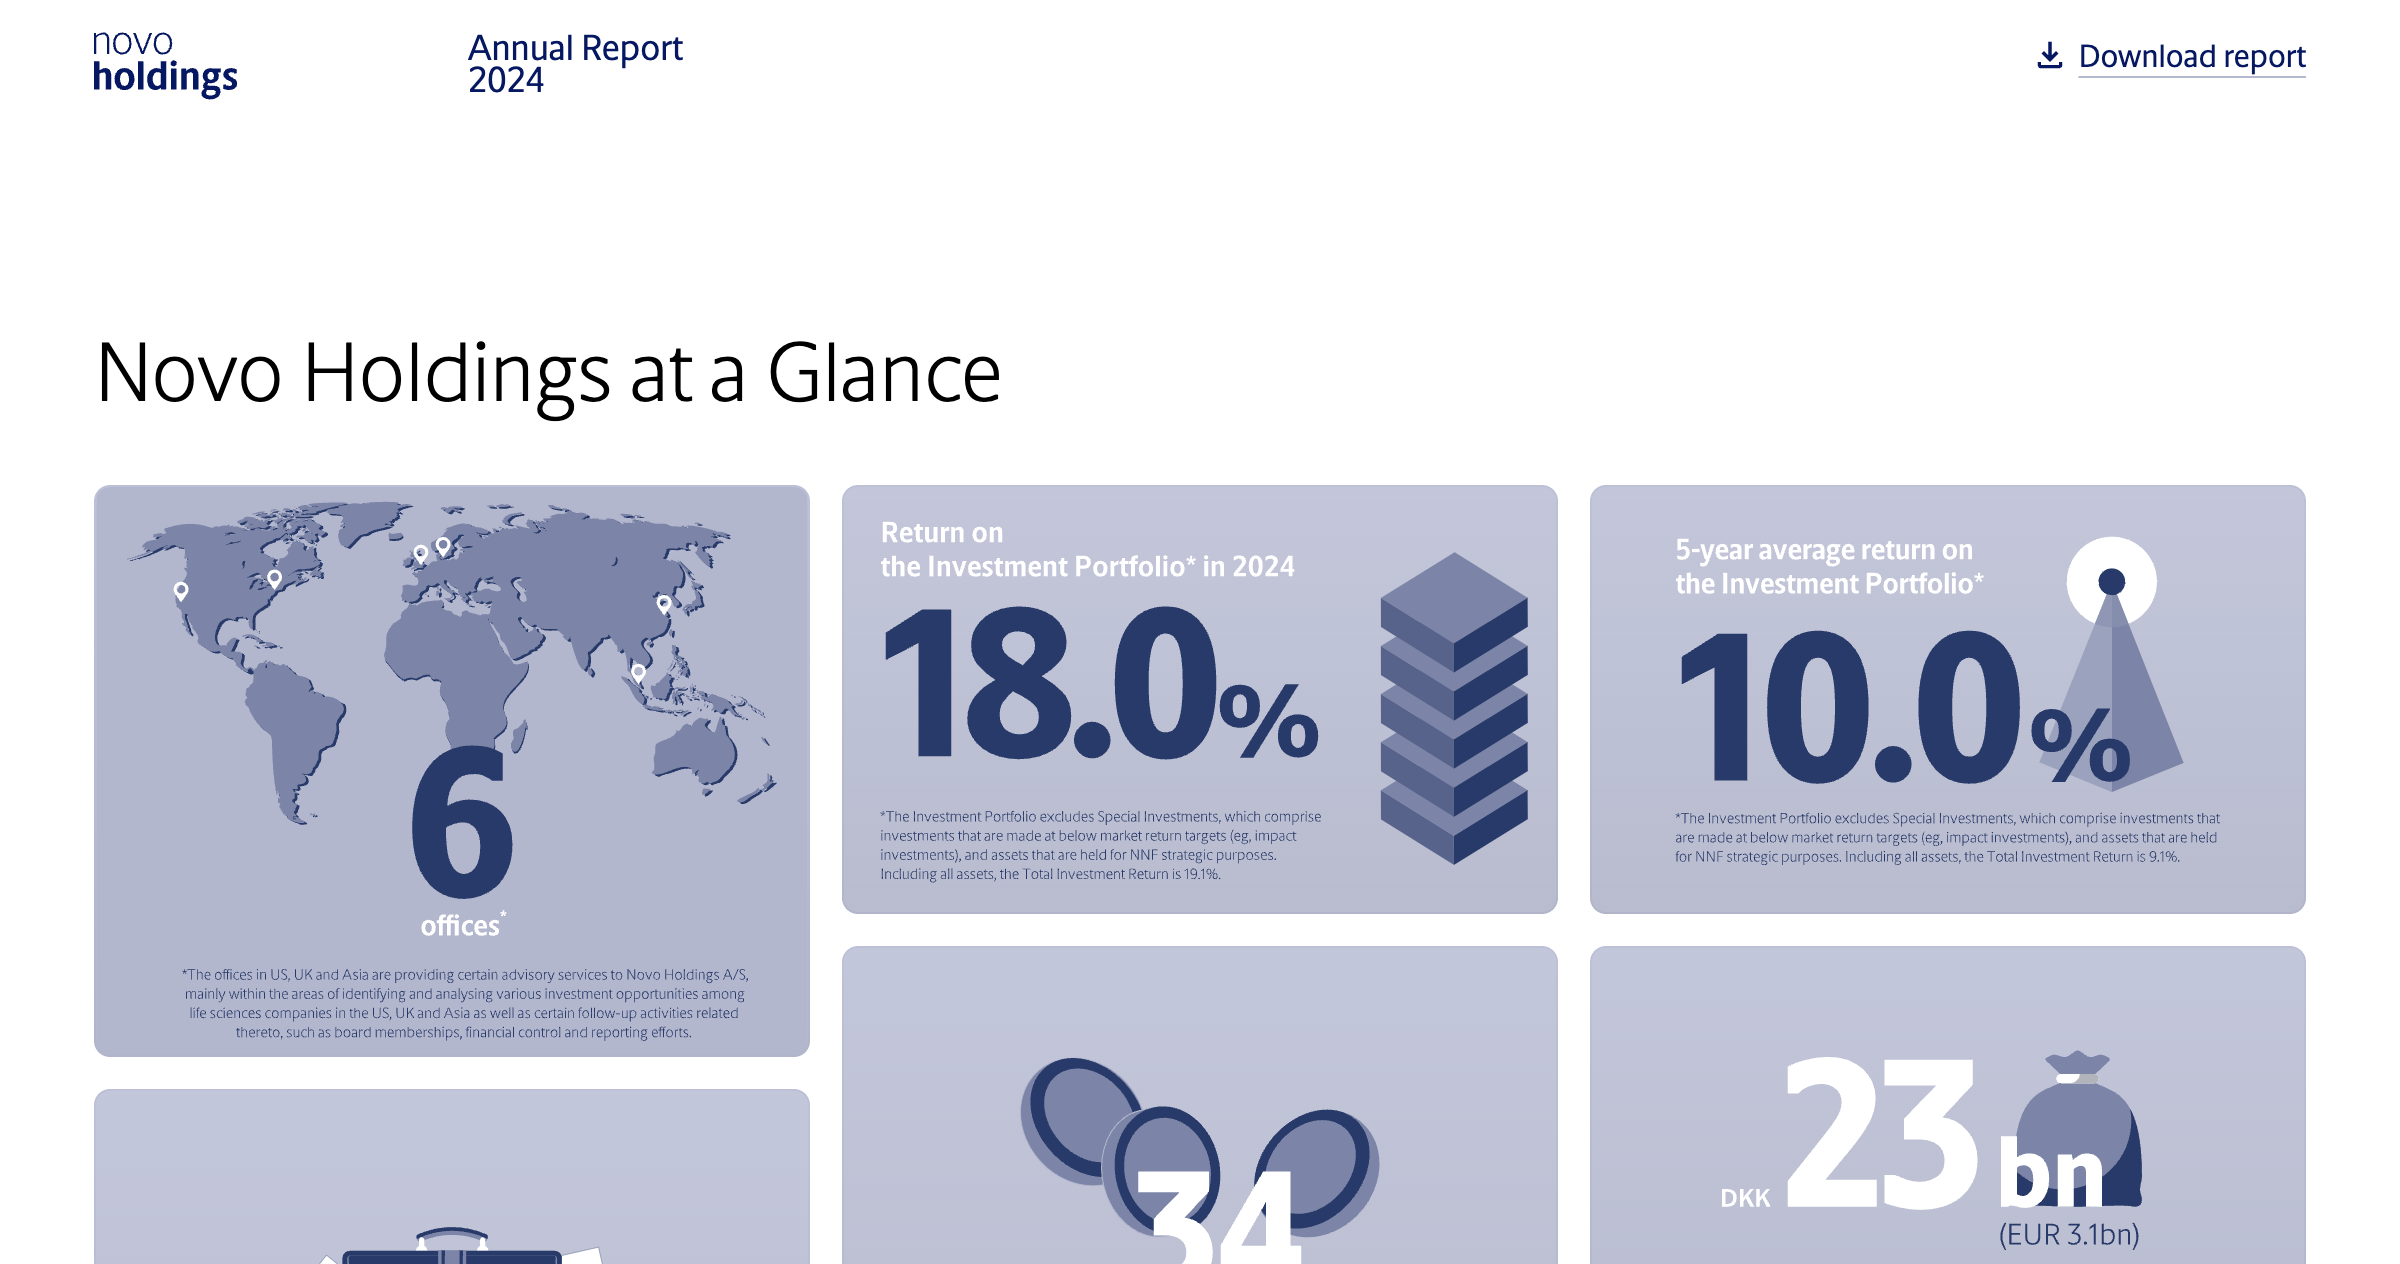 novo
holdings
Annual Report
2024
Download report
Novo Holdings at a Glance
6
offices*
*The offices in US, UK and Asia are providing certain advisory services to Novo Holdings A/S,
mainly within the areas of identifying and analysing various investment opportunities among
life sciences companies in the US, UK and Asia as well as certain follow-up activities related
thereto, such as board memberships, financial control and reporting efforts.
Return on
the Investment Portfolio* in 2024
18.0%
*The Investment Portfolio excludes Special Investments, which comprise
investments that are made at below market return targets (eg, impact
investments), and assets that are held for NNF strategic purposes.
Including all assets, the Total Investment Return is 19.1%.
5-year average return on
the Investment Portfolio*
10.0%
*The Investment Portfolio excludes Special Investments, which comprise investments that
are made at below market return targets (eg, impact investments), and assets that are held
for NNF strategic purposes. Including all assets, the Total Investment Return is 9.1%.
34
DKK 23 bn
(EUR 3.1bn)